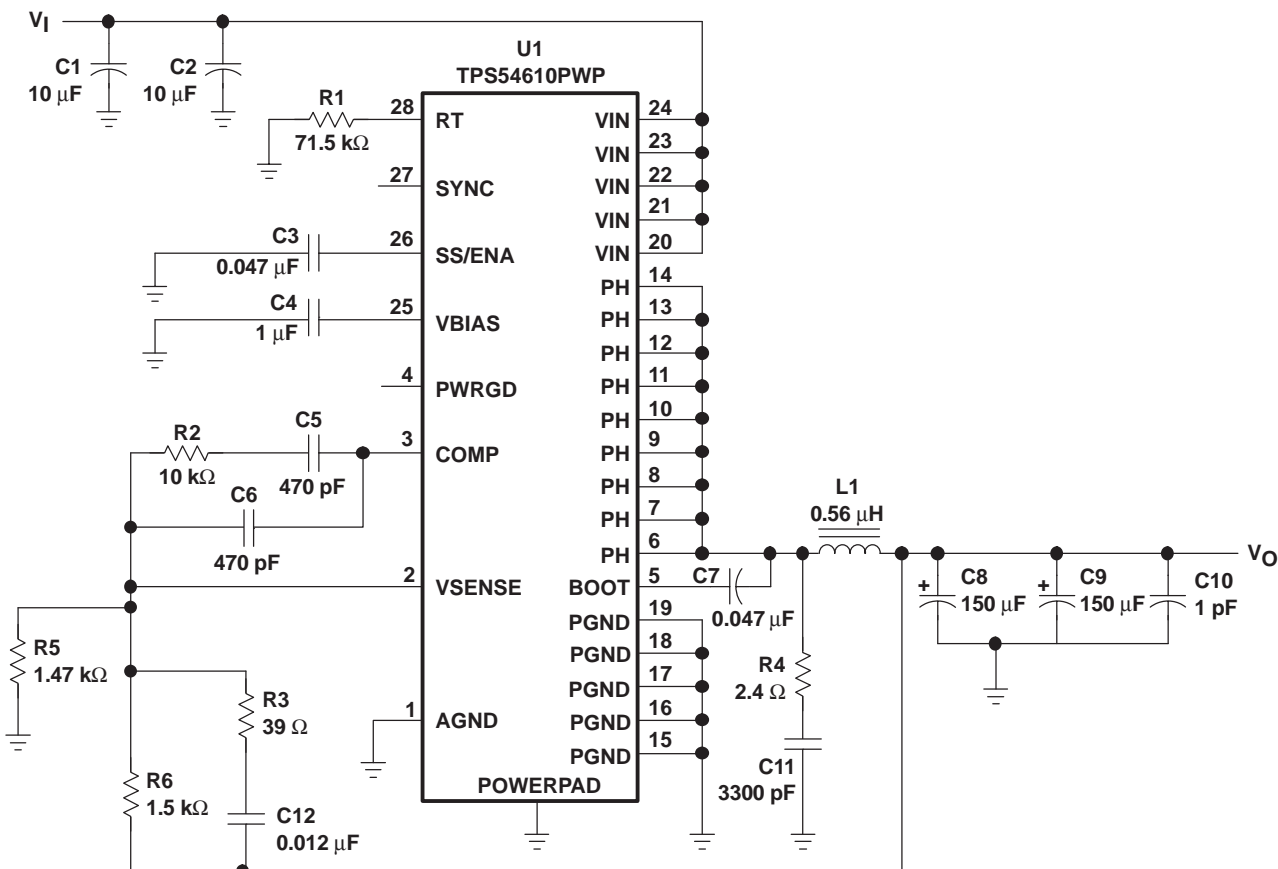 VI
C1
10 μF
C2
10 μF
U1
TPS54610PWP
R1
71.5 kΩ
28
RT
27
SYNC
C3
0.047 μF
26
SS/ENA
C4
1 μF
25
VBIAS
4
PWRGD
R2
10 kΩ
C5
470 pF
3
COMP
C6
470 pF
2
VSENSE
R5
1.47 kΩ
R3
39 Ω
1
AGND
R6
1.5 kΩ
C12
0.012 μF
POWERPAD
VIN
24
VIN
23
VIN
22
VIN
21
VIN
20
PH
14
PH
13
PH
12
PH
11
PH
10
PH
9
PH
8
PH
7
PH
6
BOOT
5
PGND
19
PGND
18
PGND
17
PGND
16
PGND
15
C7
0.047 μF
L1
0.56 μH
R4
2.4 Ω
C11
3300 pF
+
C8
150 μF
+
C9
150 μF
C10
1 pF
VO